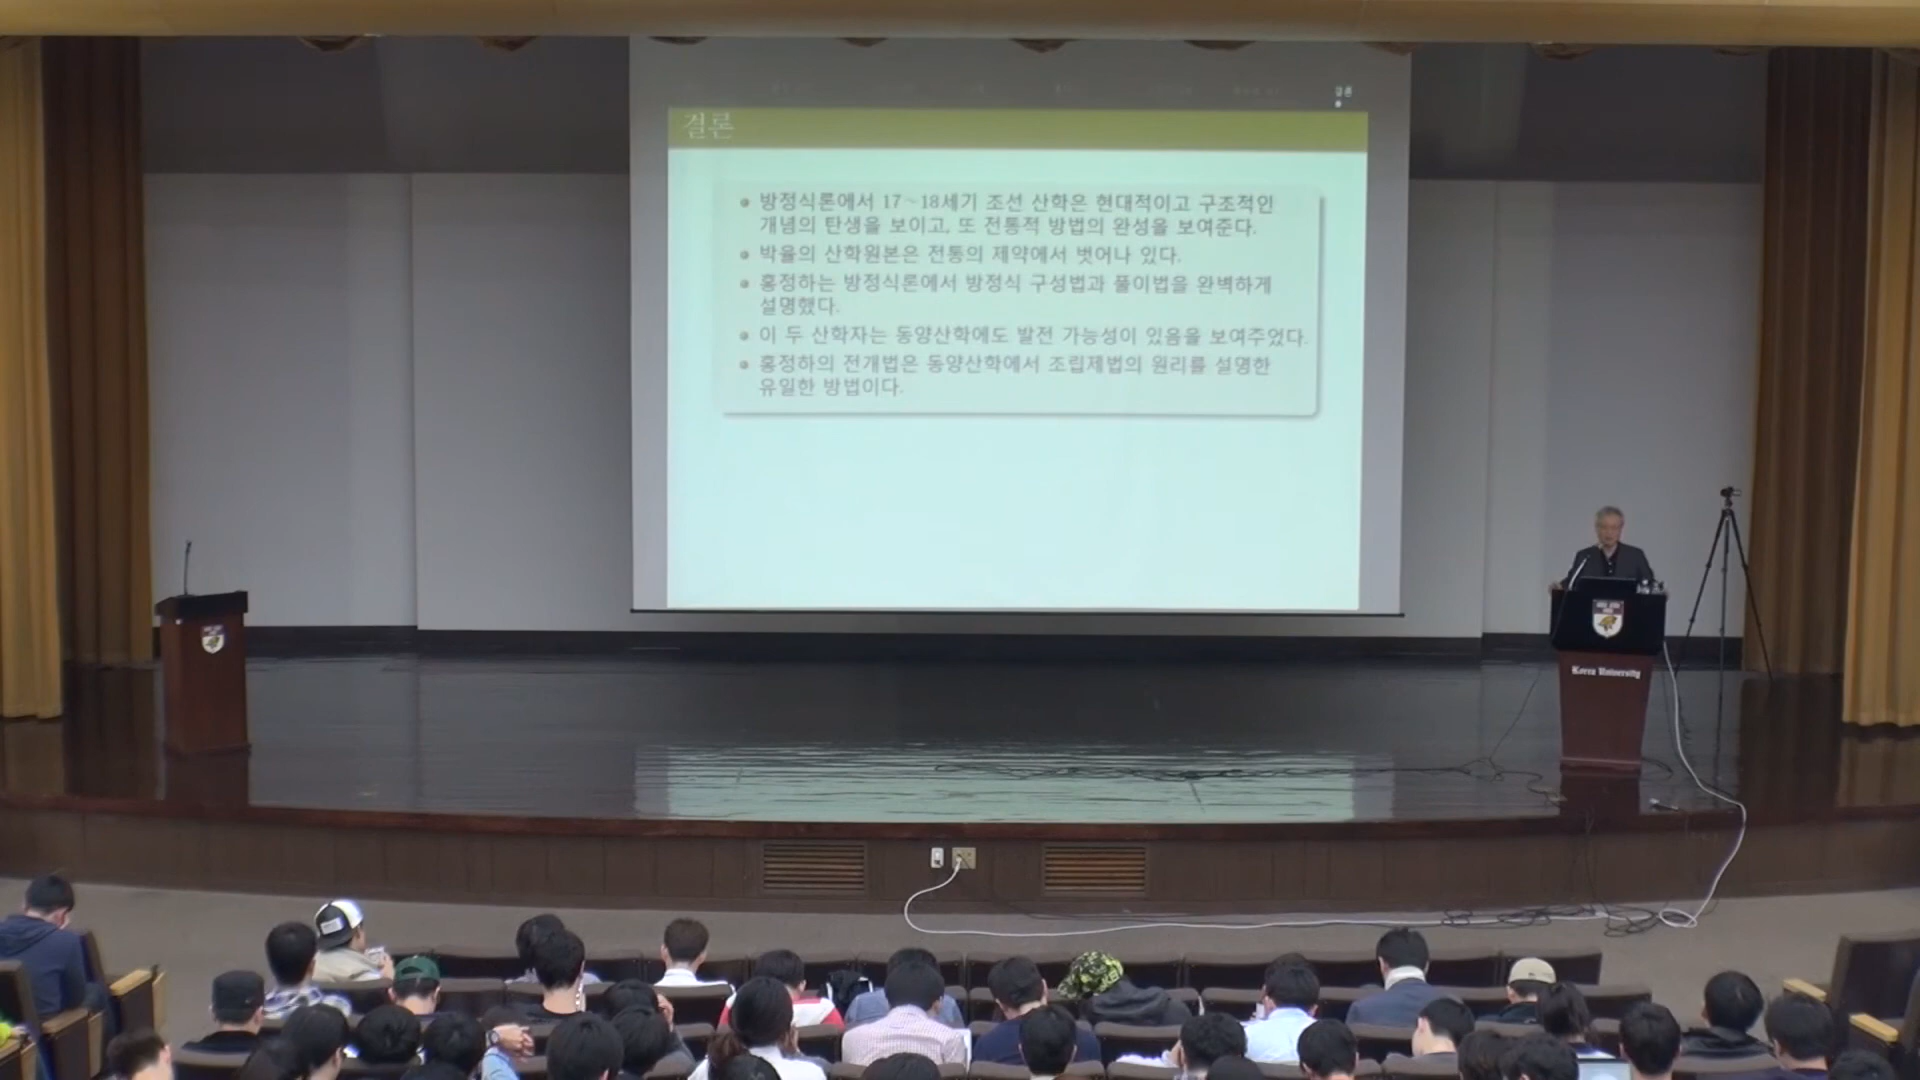 결론
결론
방정식론에서 17~18세기 조선 산학은 현대적이고 구조적인
개념의 탄생을 보이고, 또 전통적 방법의 완성을 보여준다.
박율의 산학원본은 전통의 제약에서 벗어나 있다.
홍정하는 방정식론에서 방정식 구성법과 풀이법을 완벽하게
설명했다.
이 두 산학자는 동양산학에도 발전 가능성이 있음을 보여주었다.
홍정하의 전개법은 동양산학에서 조립제법의 원리를 설명한
유일한 방법이다.
Korea University